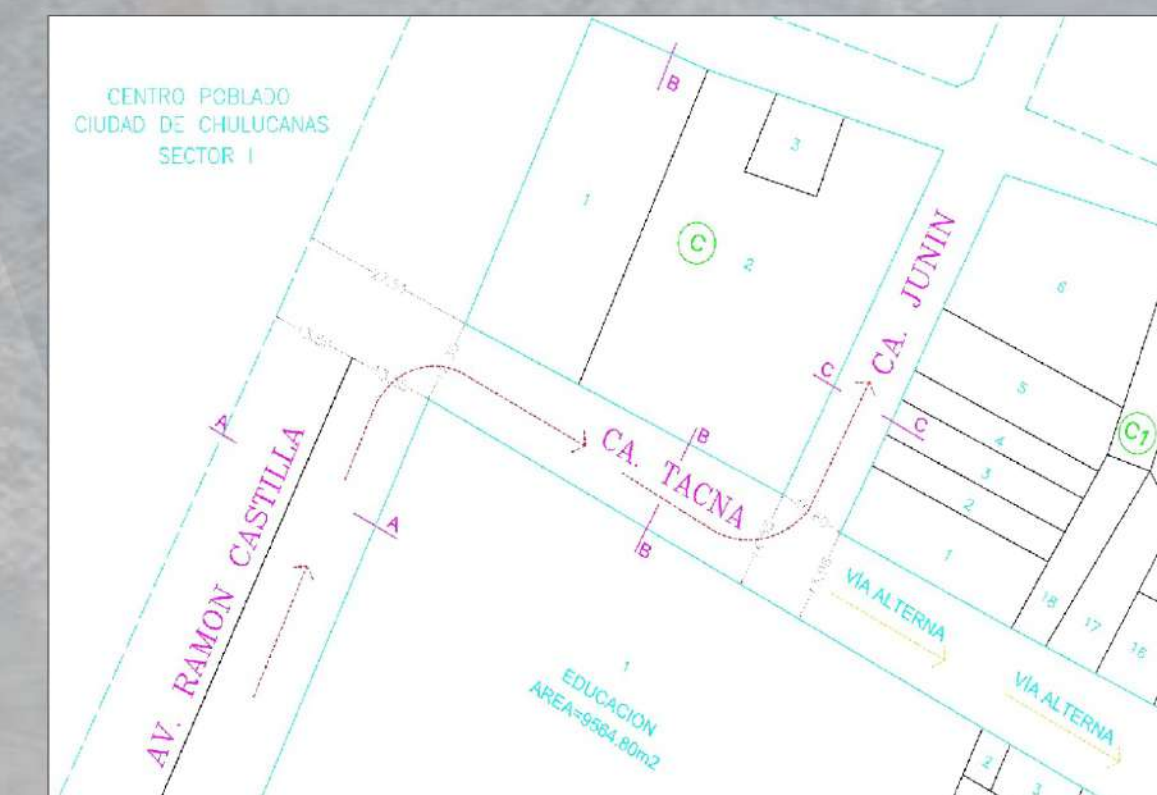 CENTRO POBLADO
CIUDAD DE CHULUCANAS
SECTOR I
B
3
1
C
2
CA. JUNIN
6
C
5
A
C
C1
4
B
CA. TACNA
3
2
A
B
1
AV. RAMON CASTILLA
VÍA ALTERNA
18
17
16
1
EDUCACION
AREA=9564.80m2
VÍA ALTERNA
2
3